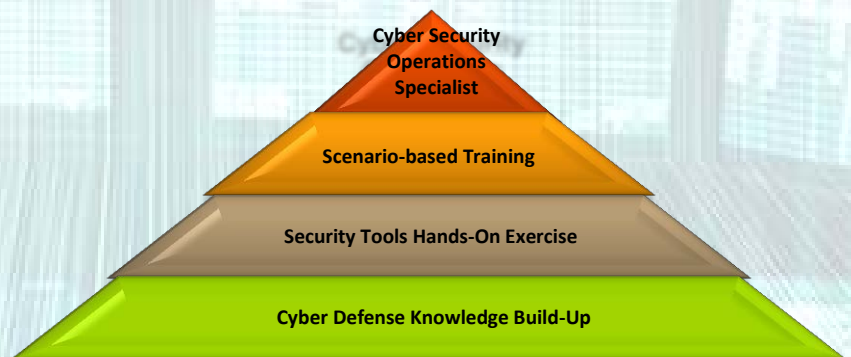 Cyber Security
Operations
Specialist
Scenario-based Training
Security Tools Hands-On Exercise
Cyber Defense Knowledge Build-Up